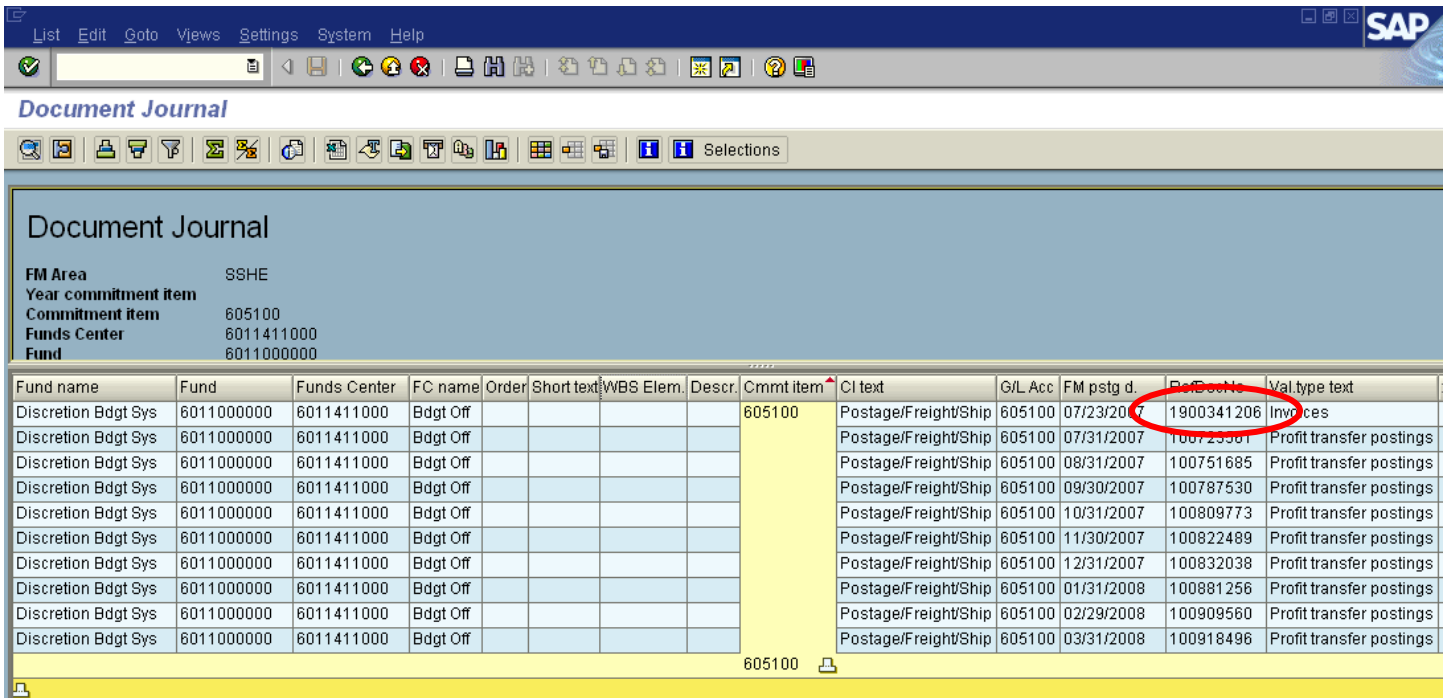 List Edit Goto Views Settings System Help
SAP
Document Journal
Selections
Document Journal
FM Area SSHE
Year commitment item
Commitment item 605100
Funds Center 6011411000
Fund 6011000000
Fund name Fund Funds Center FC name Order Short text WBS Elem. Descr. Cmmt item CI text G/L Acc FM pstg d. RefDocNo Val.type text
Discretion Bdgt Sys 6011000000 6011411000 Bdgt Off 605100 Postage/Freight/Ship 605100 07/23/2007 1900341206 Invoices
Discretion Bdgt Sys 6011000000 6011411000 Bdgt Off Postage/Freight/Ship 605100 07/31/2007 Profit transfer postings
Discretion Bdgt Sys 6011000000 6011411000 Bdgt Off Postage/Freight/Ship 605100 08/31/2007 100751685 Profit transfer postings
Discretion Bdgt Sys 6011000000 6011411000 Bdgt Off Postage/Freight/Ship 605100 09/30/2007 100787530 Profit transfer postings
Discretion Bdgt Sys 6011000000 6011411000 Bdgt Off Postage/Freight/Ship 605100 10/31/2007 100809773 Profit transfer postings
Discretion Bdgt Sys 6011000000 6011411000 Bdgt Off Postage/Freight/Ship 605100 11/30/2007 100822489 Profit transfer postings
Discretion Bdgt Sys 6011000000 6011411000 Bdgt Off Postage/Freight/Ship 605100 12/31/2007 100832038 Profit transfer postings
Discretion Bdgt Sys 6011000000 6011411000 Bdgt Off Postage/Freight/Ship 605100 01/31/2008 100881256 Profit transfer postings
Discretion Bdgt Sys 6011000000 6011411000 Bdgt Off Postage/Freight/Ship 605100 02/29/2008 100909560 Profit transfer postings
Discretion Bdgt Sys 6011000000 6011411000 Bdgt Off Postage/Freight/Ship 605100 03/31/2008 100918496 Profit transfer postings
605100